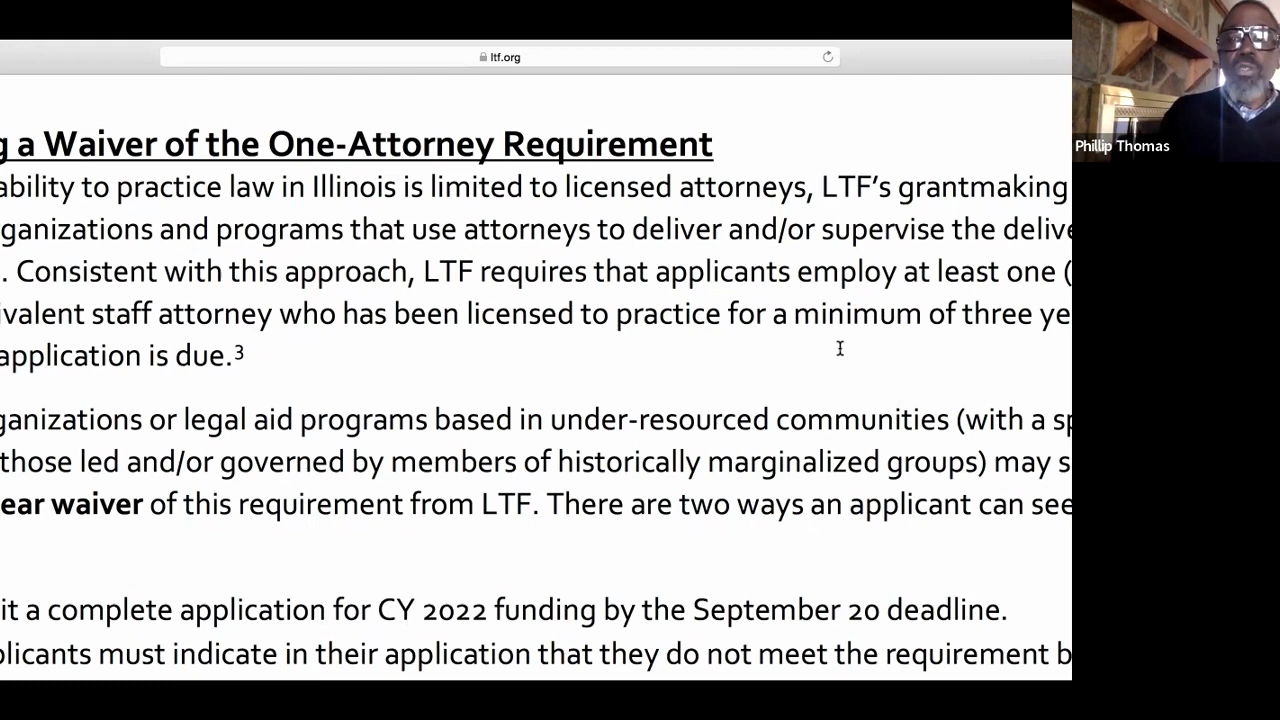 ltf.org
g a Waiver of the One-Attorney Requirement
Phillip Thomas
ability to practice law in Illinois is limited to licensed attorneys, LTF's grantmaking
ganizations and programs that use attorneys to deliver and/or supervise the delive
. Consistent with this approach, LTF requires that applicants employ at least one (
ivalent staff attorney who has been licensed to practice for a minimum of three ye
application is due.3
ganizations or legal aid programs based in under-resourced communities (with a sp
those led and/or governed by members of historically marginalized groups) may s
ear waiver of this requirement from LTF. There are two ways an applicant can see
it a complete application for CY 2022 funding by the September 20 deadline.
plicants must indicate in their application that they do not meet the requirement b